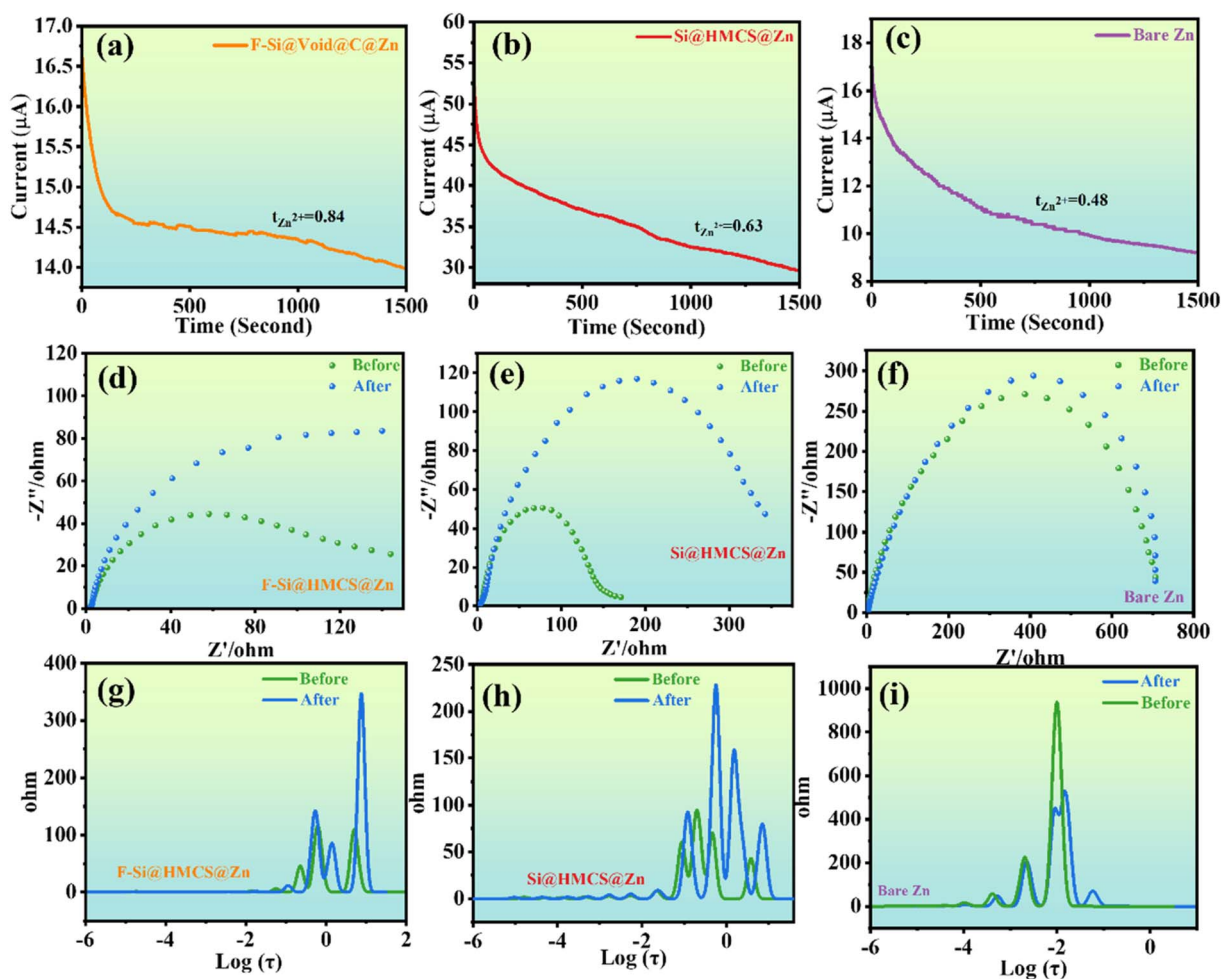 (a)
F-Si@Void@C@Zn
17.0
16.5
16.0
15.5
15.0
14.5
14.0
Current (μA)
t_Zn²⁺=0.84
0
500
1000
1500
Time (Second)
(b)
Si@HMCS@Zn
60
55
50
45
40
35
30
Current (μA)
t_Zn²⁺=0.63
0
500
1000
1500
Time (Second)
(c)
Bare Zn
18
16
14
12
10
8
Current (μA)
t_Zn²⁺=0.48
0
500
1000
1500
Time (Second)
(d)
Before
After
120
100
80
60
40
20
0
-Z''/ohm
F-Si@HMCS@Zn
0
40
80
120
Z'/ohm
(e)
Before
After
140
120
100
80
60
40
20
0
-Z''/ohm
Si@HMCS@Zn
0
100
200
300
Z'/ohm
(f)
Before
After
300
250
200
150
100
50
0
-Z''/ohm
Bare Zn
0
200
400
600
800
Z'/ohm
(g)
Before
After
400
300
200
100
0
ohm
F-Si@HMCS@Zn
-6
-4
-2
0
2
Log (τ)
(h)
Before
After
250
200
150
100
50
0
ohm
Si@HMCS@Zn
-6
-4
-2
0
Log (τ)
(i)
After
Before
1000
800
600
400
200
0
ohm
Bare Zn
-6
-4
-2
0
Log (τ)